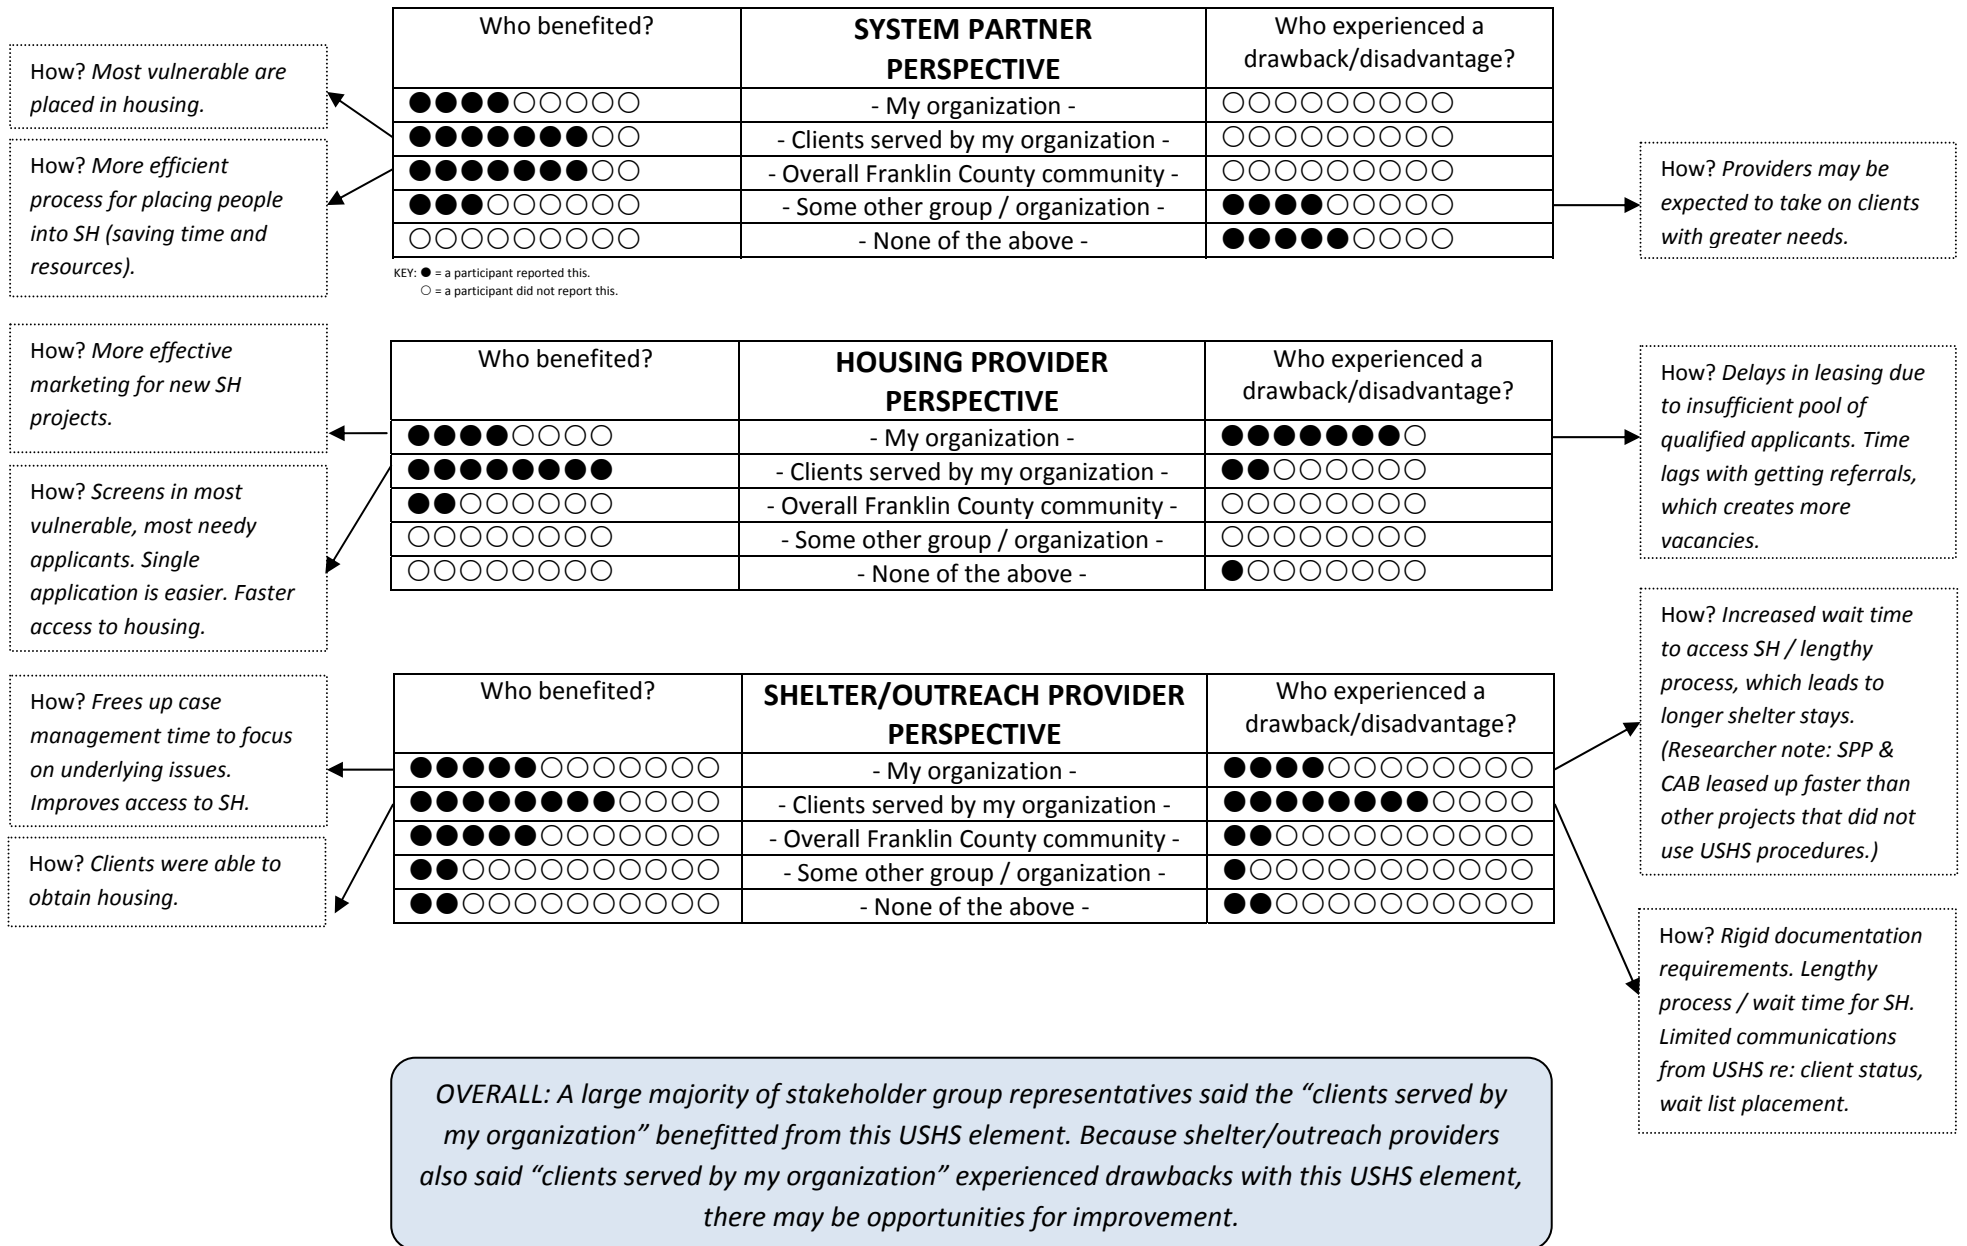 Who benefited?
SYSTEM PARTNER
PERSPECTIVE
Who experienced a
drawback/disadvantage?
●●●●○○○○○
- My organization -
○○○○○○○○○
●●●●●●●○○
- Clients served by my organization -
○○○○○○○○○
●●●●●●●○○
- Overall Franklin County community -
○○○○○○○○○
●●●○○○○○○
- Some other group / organization -
●●●●○○○○○
○○○○○○○○○
- None of the above -
●●●●●○○○○
KEY: ● = a participant reported this.
○ = a participant did not report this.
How? Most vulnerable are
placed in housing.
How? More efficient
process for placing people
into SH (saving time and
resources).
How? Providers may be
expected to take on clients
with greater needs.
Who benefited?
HOUSING PROVIDER
PERSPECTIVE
Who experienced a
drawback/disadvantage?
●●●●○○○○
- My organization -
●●●●●●●○
●●●●●●●●
- Clients served by my organization -
●●○○○○○○
●●○○○○○○
- Overall Franklin County community -
○○○○○○○○
○○○○○○○○
- Some other group / organization -
○○○○○○○○
○○○○○○○○
- None of the above -
●○○○○○○○
How? More effective
marketing for new SH
projects.
How? Screens in most
vulnerable, most needy
applicants. Single
application is easier. Faster
access to housing.
How? Delays in leasing due
to insufficient pool of
qualified applicants. Time
lags with getting referrals,
which creates more
vacancies.
Who benefited?
SHELTER/OUTREACH PROVIDER
PERSPECTIVE
Who experienced a
drawback/disadvantage?
●●●●●○○○○○○○
- My organization -
●●●●○○○○○○○○
●●●●●●●●○○○○
- Clients served by my organization -
●●●●●●●●○○○○
●●●●●○○○○○○○
- Overall Franklin County community -
●●○○○○○○○○○○
●●○○○○○○○○○○
- Some other group / organization -
●○○○○○○○○○○○
●●○○○○○○○○○○
- None of the above -
●●○○○○○○○○○○
How? Frees up case
management time to focus
on underlying issues.
Improves access to SH.
How? Clients were able to
obtain housing.
How? Increased wait time
to access SH / lengthy
process, which leads to
longer shelter stays.
(Researcher note: SPP &
CAB leased up faster than
other projects that did not
use USHS procedures.)
How? Rigid documentation
requirements. Lengthy
process / wait time for SH.
Limited communications
from USHS re: client status,
wait list placement.
OVERALL: A large majority of stakeholder group representatives said the “clients served by
my organization” benefitted from this USHS element. Because shelter/outreach providers
also said “clients served by my organization” experienced drawbacks with this USHS element,
there may be opportunities for improvement.